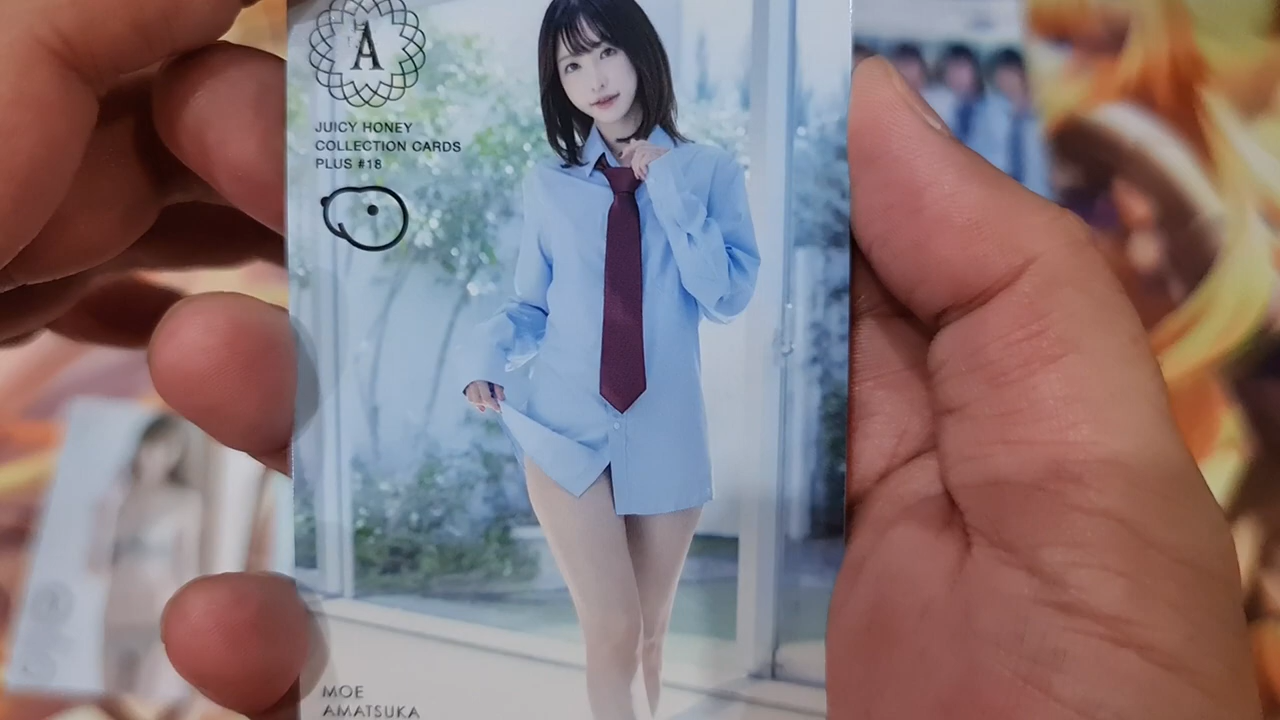 A
JUICY HONEY
COLLECTION CARDS
PLUS #18
MOE
AMATSUKA